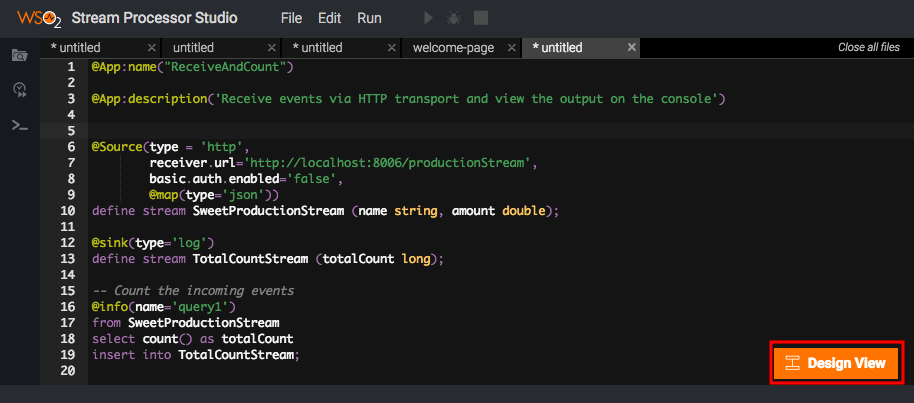 WSO2 Stream Processor Studio File Edit Run
* untitled × untitled × * untitled × welcome-page × * untitled × Close all files
1 @App:name("ReceiveAndCount")
2
3 @App:description('Receive events via HTTP transport and view the output on the console')
4
5
6 @Source(type = 'http',
7 receiver.url='http://localhost:8006/productionStream',
8 basic.auth.enabled='false',
9 @map(type='json'))
10 define stream SweetProductionStream (name string, amount double);
11
12 @sink(type='log')
13 define stream TotalCountStream (totalCount long);
14
15 -- Count the incoming events
16 @info(name='query1')
17 from SweetProductionStream
18 select count() as totalCount
19 insert into TotalCountStream;
20
Design View